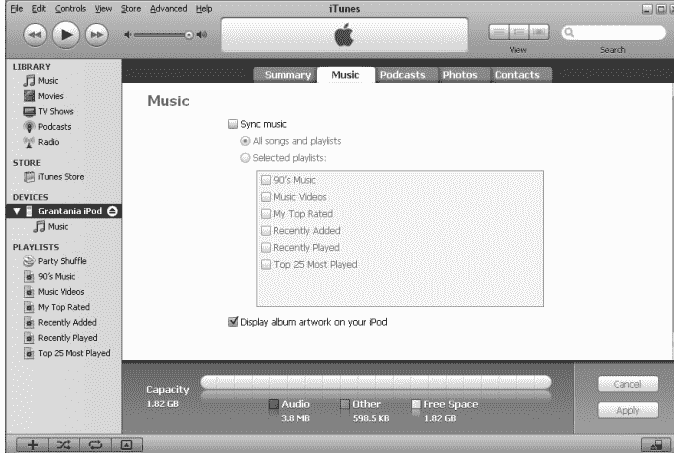 File Edit Controls View Store Advanced Help
iTunes
View
Search
LIBRARY
Music
Movies
TV Shows
Podcasts
Radio
STORE
iTunes Store
DEVICES
Grantania iPod
Music
PLAYLISTS
Party Shuffle
90's Music
Music Videos
My Top Rated
Recently Added
Recently Played
Top 25 Most Played
Summary Music Podcasts Photos Contacts
Music
Sync music
All songs and playlists
Selected playlists:
90's Music
Music Videos
My Top Rated
Recently Added
Recently Played
Top 25 Most Played
Display album artwork on your iPod
Capacity
1.82 GB
Audio
3.8 MB
Other
598.5 KB
Free Space
1.82 GB
Cancel
Apply